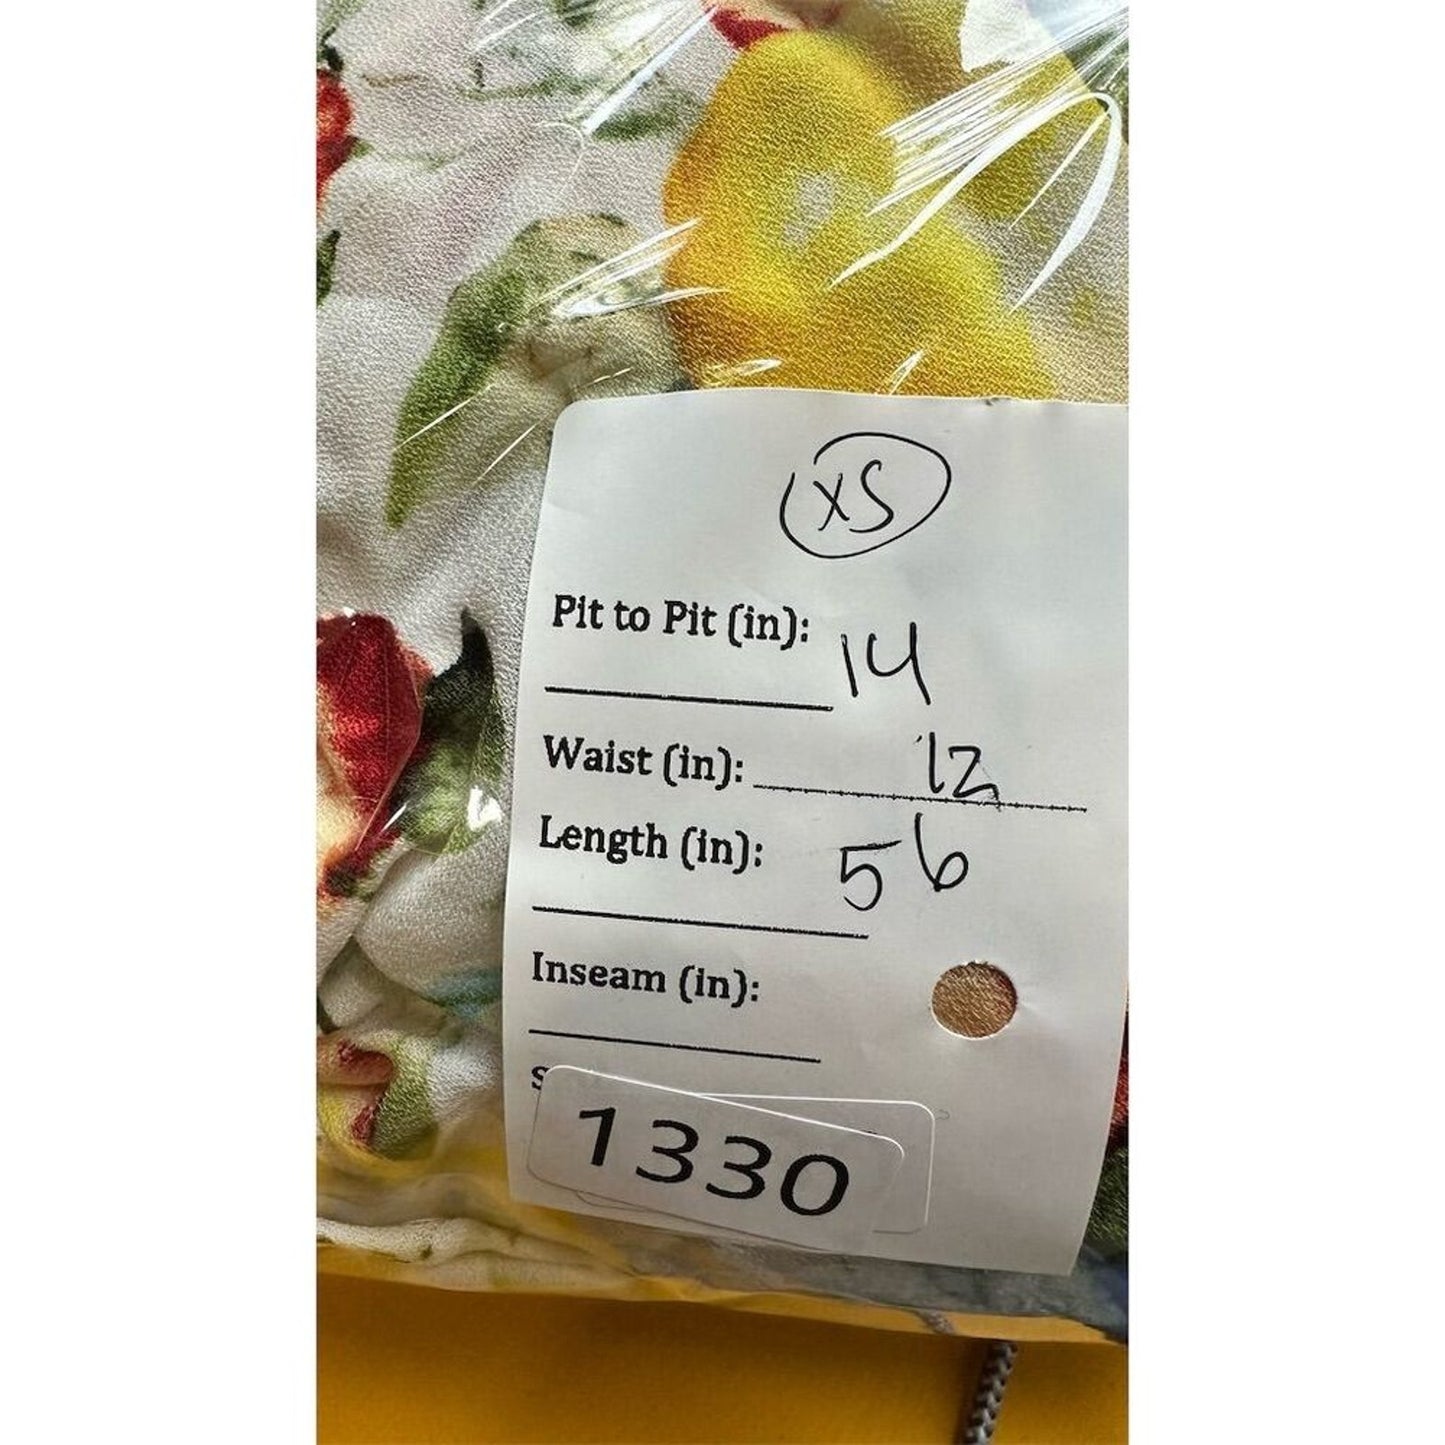 XS
Pit to Pit (in):
14
Waist (in): 12
Length (in): 56
Inseam (in):
1330